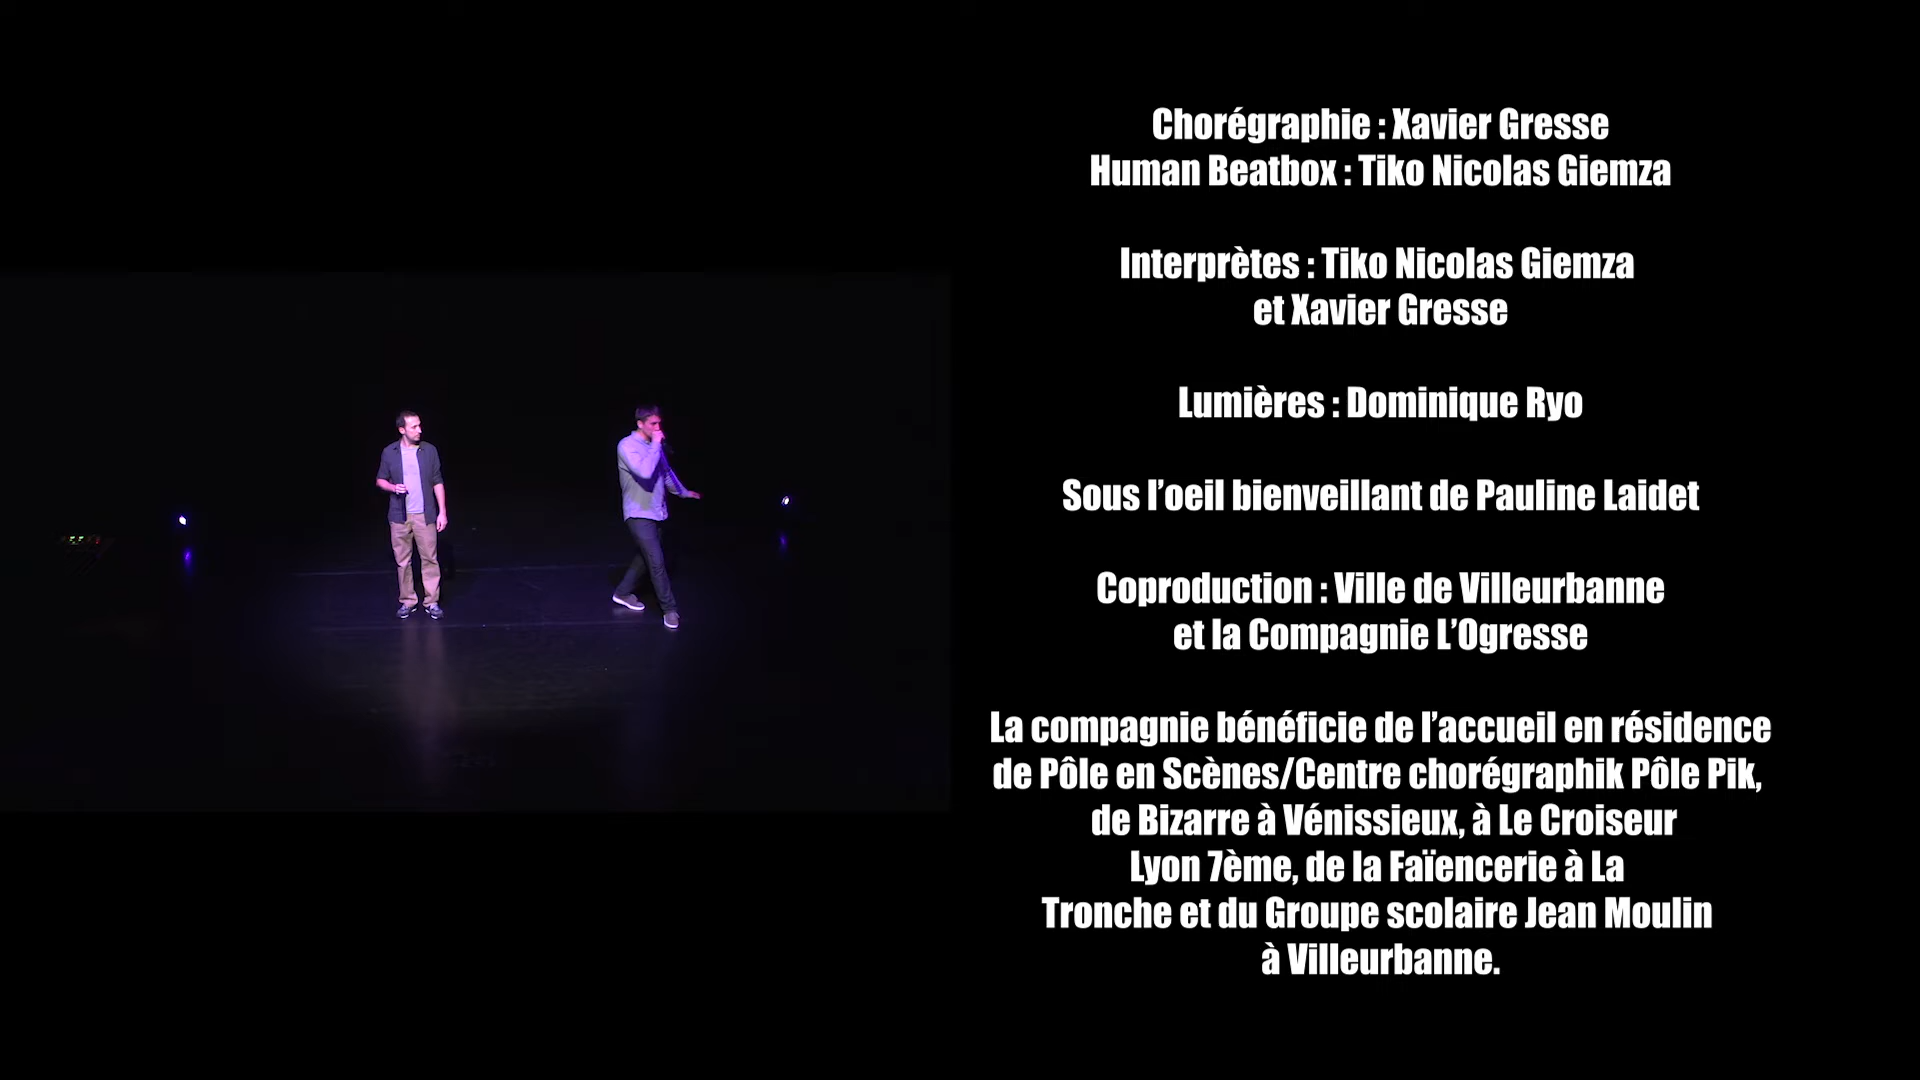 Chorégraphie : Xavier Gresse
Human Beatbox : Tiko Nicolas Giemza
Interprètes : Tiko Nicolas Giemza
et Xavier Gresse
Lumières : Dominique Ryo
Sous l’oeil bienveillant de Pauline Laidet
Coproduction : Ville de Villeurbanne
et la Compagnie L’Ogresse
La compagnie bénéficie de l’accueil en résidence
de Pôle en Scènes/Centre chorégraphik Pôle Pik,
de Bizarre à Vénissieux, à Le Croiseur
Lyon 7ème, de la Faïencerie à La
Tronche et du Groupe scolaire Jean Moulin
à Villeurbanne.